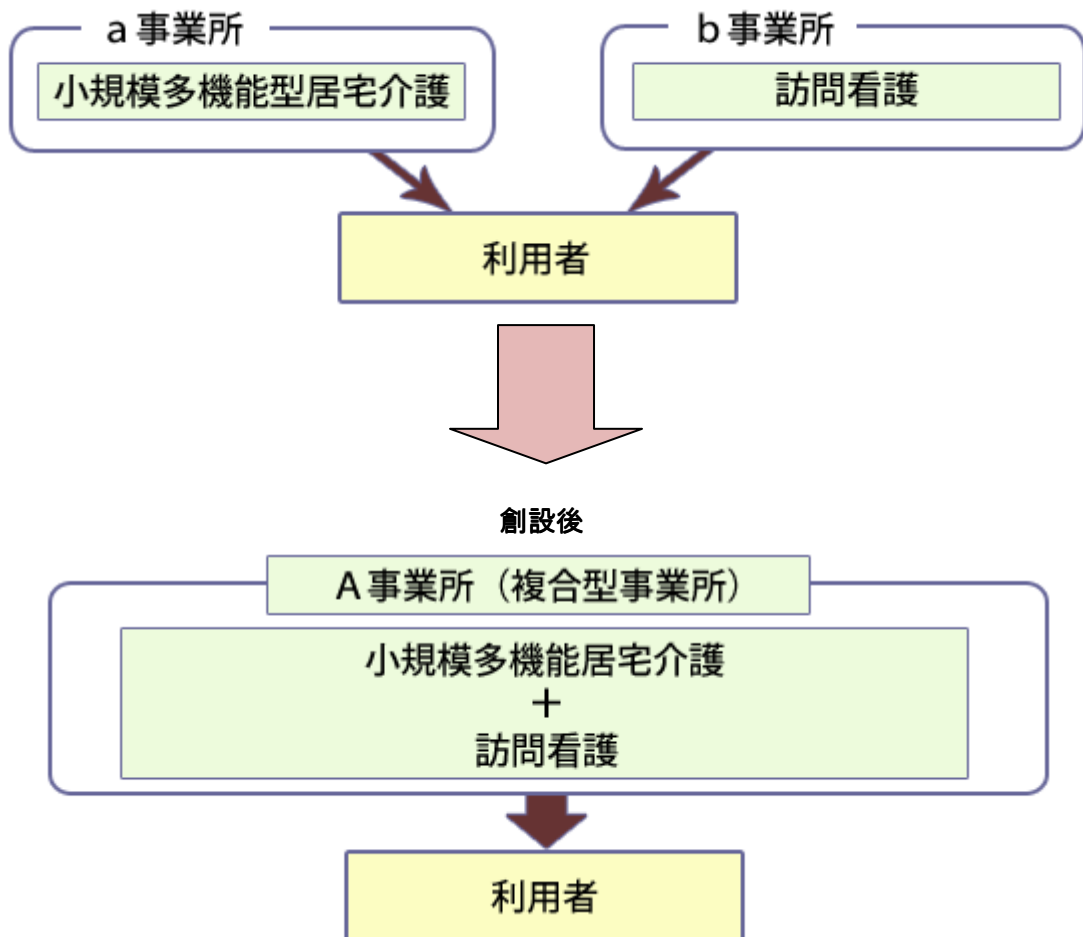 a 事業所
b 事業所
小規模多機能型居宅介護
訪問看護
利用者
創設後
A 事業所（複合型事業所）
小規模多機能居宅介護
＋
訪問看護
利用者